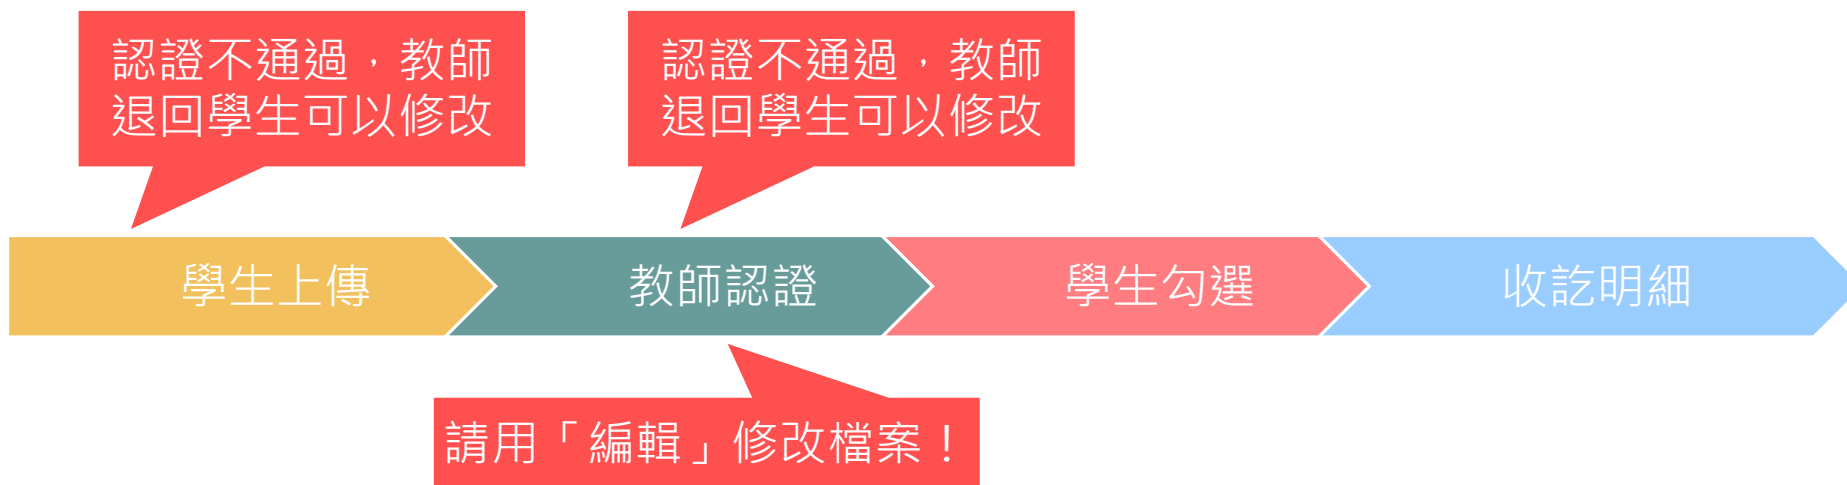 認證不通過，教師
退回學生可以修改
認證不通過，教師
退回學生可以修改
學生上傳
教師認證
學生勾選
收訖明細
請用「編輯」修改檔案！